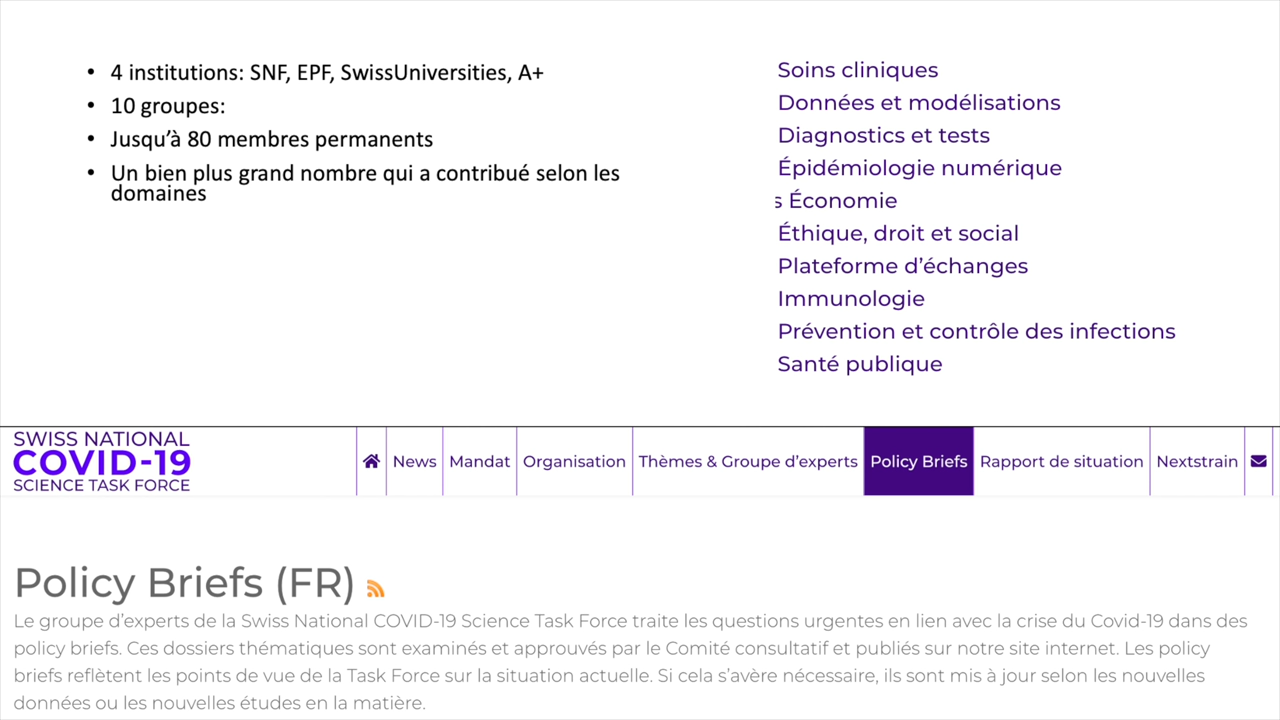 • 4 institutions: SNF, EPF, SwissUniversities, A+
• 10 groupes:
• Jusqu’à 80 membres permanents
• Un bien plus grand nombre qui a contribué selon les
domaines
Soins cliniques
Données et modélisations
Diagnostics et tests
Épidémiologie numérique
s Économie
Éthique, droit et social
Plateforme d’échanges
Immunologie
Prévention et contrôle des infections
Santé publique
SWISS NATIONAL
COVID-19
SCIENCE TASK FORCE
News Mandat Organisation Thèmes & Groupe d’experts Policy Briefs Rapport de situation Nextstrain
Policy Briefs (FR)
Le groupe d’experts de la Swiss National COVID-19 Science Task Force traite les questions urgentes en lien avec la crise du Covid-19 dans des
policy briefs. Ces dossiers thématiques sont examinés et approuvés par le Comité consultatif et publiés sur notre site internet. Les policy
briefs reflètent les points de vue de la Task Force sur la situation actuelle. Si cela s’avère nécessaire, ils sont mis à jour selon les nouvelles
données ou les nouvelles études en la matière.